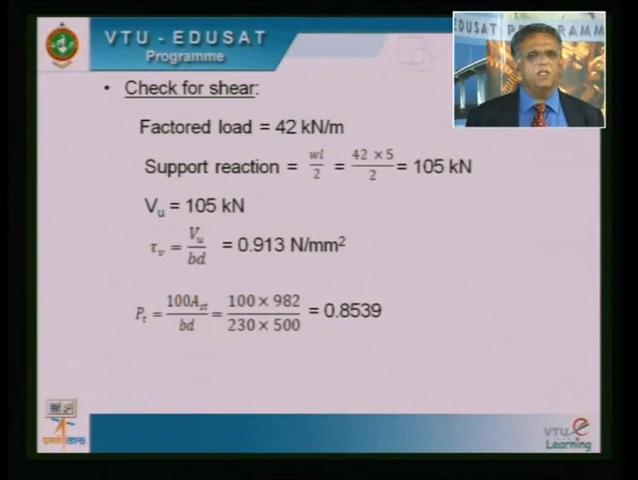 VTU - EDUSAT
Programme
EDUSAT PROGRAMM
• Check for shear:
Factored load = 42 kN/m
Support reaction = wl/2 = 42 ×5/2 = 105 kN
Vu = 105 kN
τv = Vu/bd = 0.913 N/mm²
Pt = 100Ast/bd = 100 × 982/230 × 500 = 0.8539
VTU e
Learning